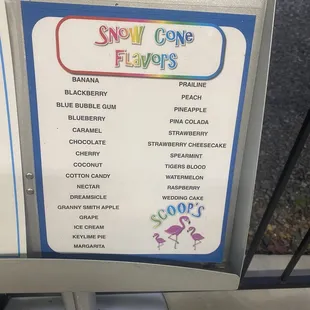 SNOW CONE
FLAVORS
BANANA
BLACKBERRY
BLUE BUBBLE GUM
BLUEBERRY
CARAMEL
CHOCOLATE
CHERRY
COCONUT
COTTON CANDY
NECTAR
DREAMSICLE
GRANNY SMITH APPLE
GRAPE
ICE CREAM
KEYLIME PIE
MARGARITA
PRAILINE
PEACH
PINEAPPLE
PINA COLADA
STRAWBERRY
STRAWBERRY CHEESECAKE
SPEARMINT
TIGERS BLOOD
WATERMELON
RASPBERRY
WEDDING CAKE
SCOOP'S